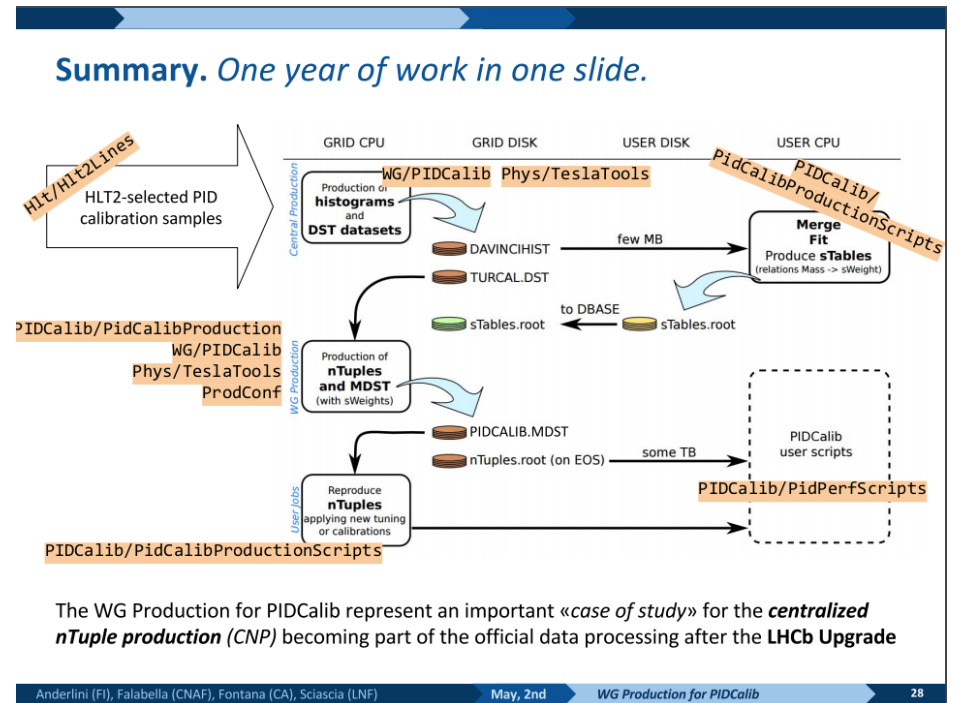 Summary. One year of work in one slide.
GRID CPU
GRID DISK
USER DISK
USER CPU
Hlt/Hlt2Lines
HLT2-selected PID
calibration samples
Central Production
Production of
histograms
and
DST datasets
WG/PIDCalib
Phys/TeslaTools
PIDCalib/
PidCalibProductionScripts
DAVINCIHIST
few MB
Merge
Fit
Produce sTables
(relations Mass -> sWeight)
TURCAL.DST
to DBASE
sTables.root
sTables.root
PIDCalib/PidCalibProduction
WG/PIDCalib
Phys/TeslaTools
ProdConf
WG Production
Production of
nTuples
and MDST
(with sWeights)
PIDCALIB.MDST
nTuples.root (on EOS)
some TB
PIDCalib
user scripts
PIDCalib/PidPerfScripts
User Jobs
Reproduce
nTuples
applying new tuning
or calibrations
PIDCalib/PidCalibProductionScripts
The WG Production for PIDCalib represent an important «case of study» for the centralized
nTuple production (CNP) becoming part of the official data processing after the LHCb Upgrade
Anderlini (FI), Falabella (CNAF), Fontana (CA), Sciascia (LNF)
May, 2nd
WG Production for PIDCalib
28